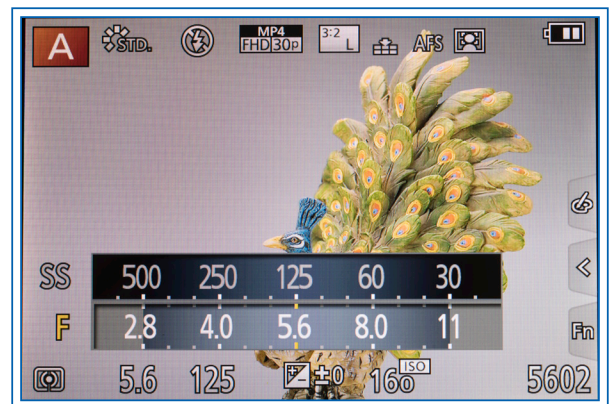 A STD. MP4 FHD 30p 3:2 L AFS
SS 500 250 125 60 30
F 2.8 4.0 5.6 8.0 11
Fn
5.6 125 ±0 160 ISO 5602